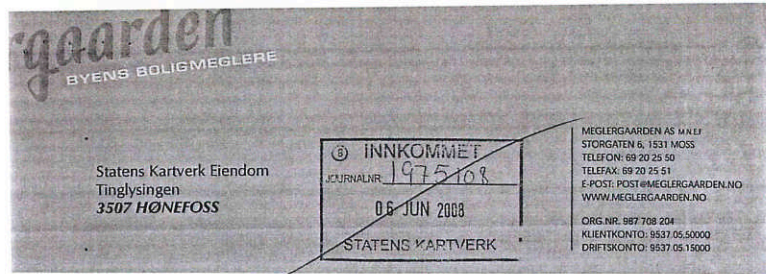 rgaarden
BYENS BOLIGMEGLERE
Statens Kartverk Eiendom
Tinglysingen
3507 HØNEFOSS
INNKOMMET
JOURNALNR.
06 JUN 2008
STATENS KARTVERK
MEGLERGAARDEN AS M.N.E.F
STORGATEN 6, 1531 MOSS
TELEFON: 69 20 25 50
TELEFAX: 69 20 25 51
E-POST: POST@MEGLERGAARDEN.NO
WWW.MEGLERGAARDEN.NO
ORG.NR. 987 708 204
KLIENTKONTO: 9537.05.50000
DRIFTSKONTO: 9537.05.15000